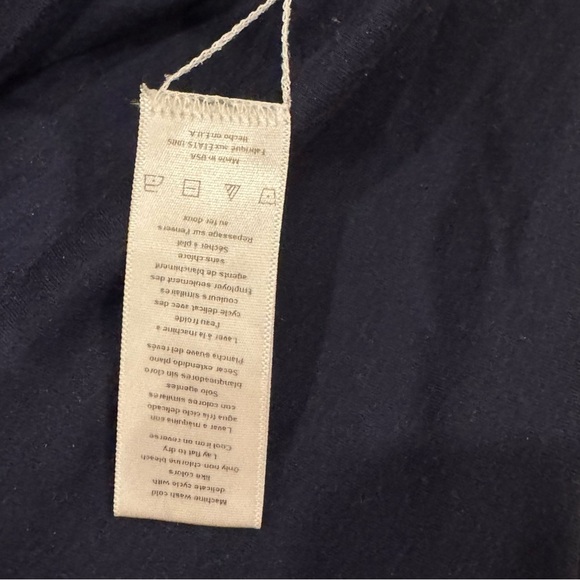 Machine wash cold
delicate cycle with
like colors
Only non chlorine bleach
Lay flat to dry
Cool iron on reverse
Lavar a maquina con
agua fria ciclo delicado
con colores similares
Solo agentes
blanqueadores sin cloro
Secar extendido plano
Plancha suave del revés
Laver à la machine à
l'eau froide
cycle délicat avec des
couleurs similaires
Employer seulement des
agents de blanchiment
sans chlore
Sécher à plat
Repassage sur l'envers
au fer doux
Made in USA
Fabriqué aux ÉTATS UNIS
Hecho en E.U.A.